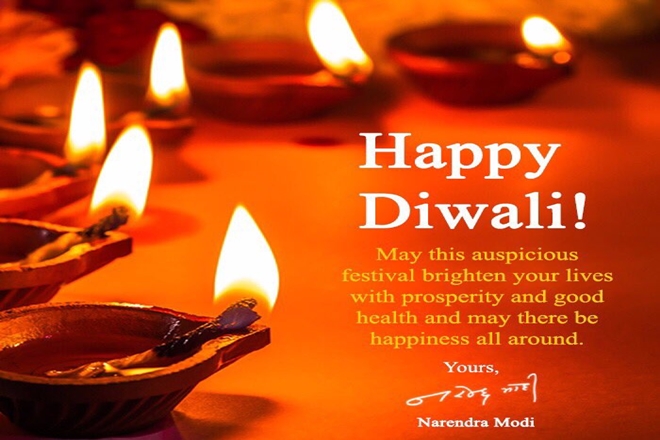 Happy
Diwali!
May this auspicious
festival brighten your lives
with prosperity and good
health and may there be
happiness all around.
Yours,
Narendra Modi